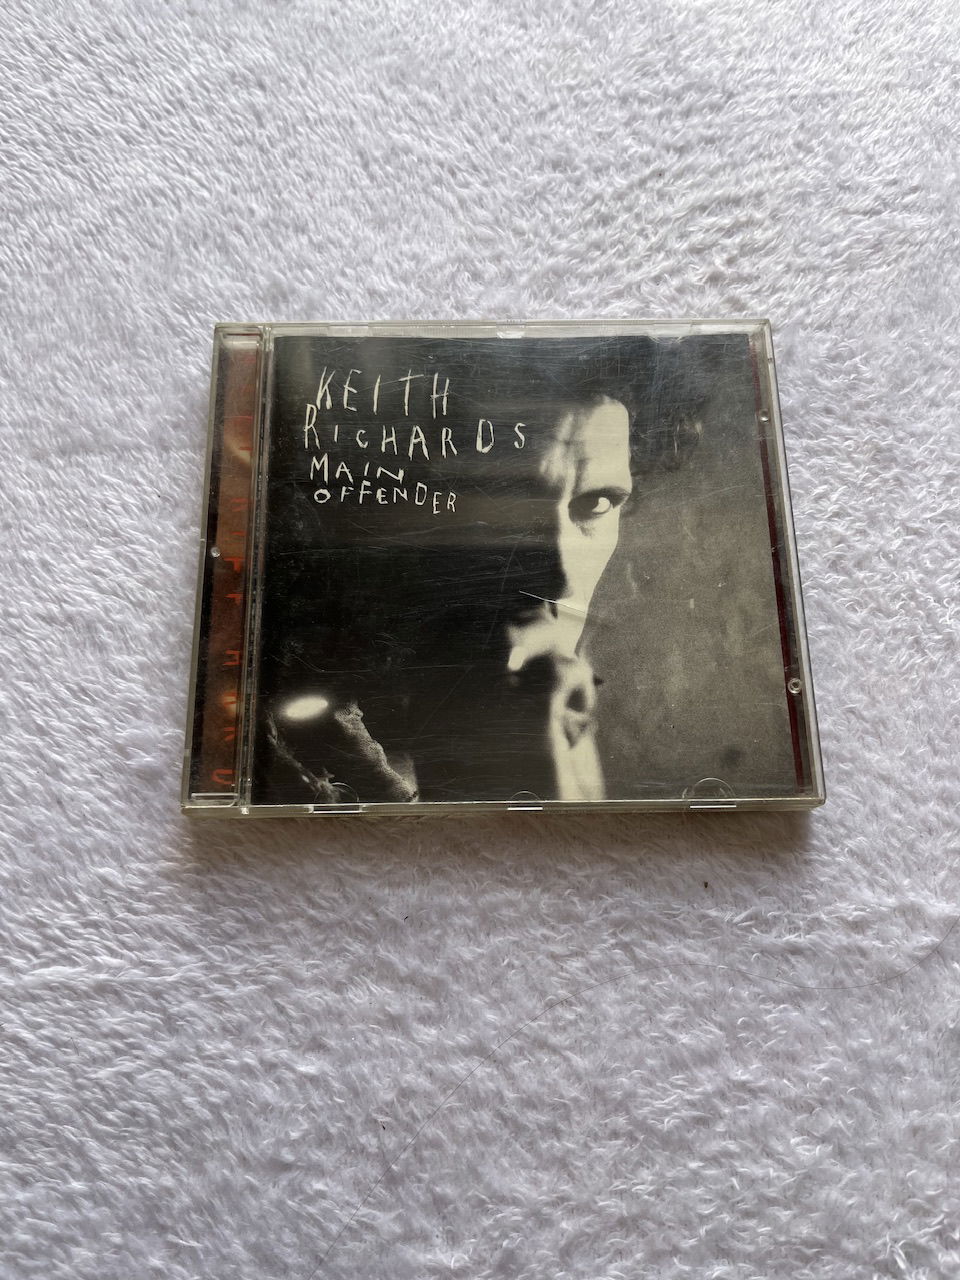 KEITH
RICHARDS
MAIN
OFFENDER